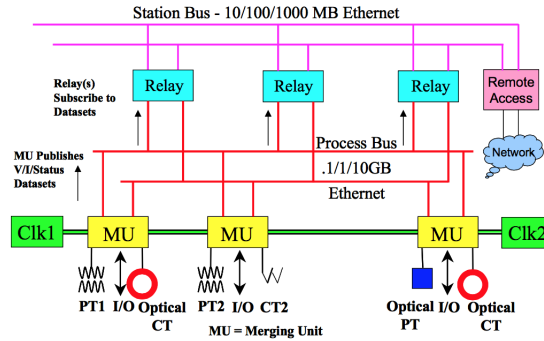 Station Bus - 10/100/1000 MB Ethernet
Relay
Relay
Relay
Remote
Access
Relay(s)
Subscribe to
Datasets
Network
Process Bus
MU Publishes
V/I/Status
Datasets
.1/1/10GB
Ethernet
Clk1
MU
MU
MU
Clk2
PT1 I/O Optical
CT
PT2 I/O CT2
Optical I/O Optical
PT CT
MU = Merging Unit